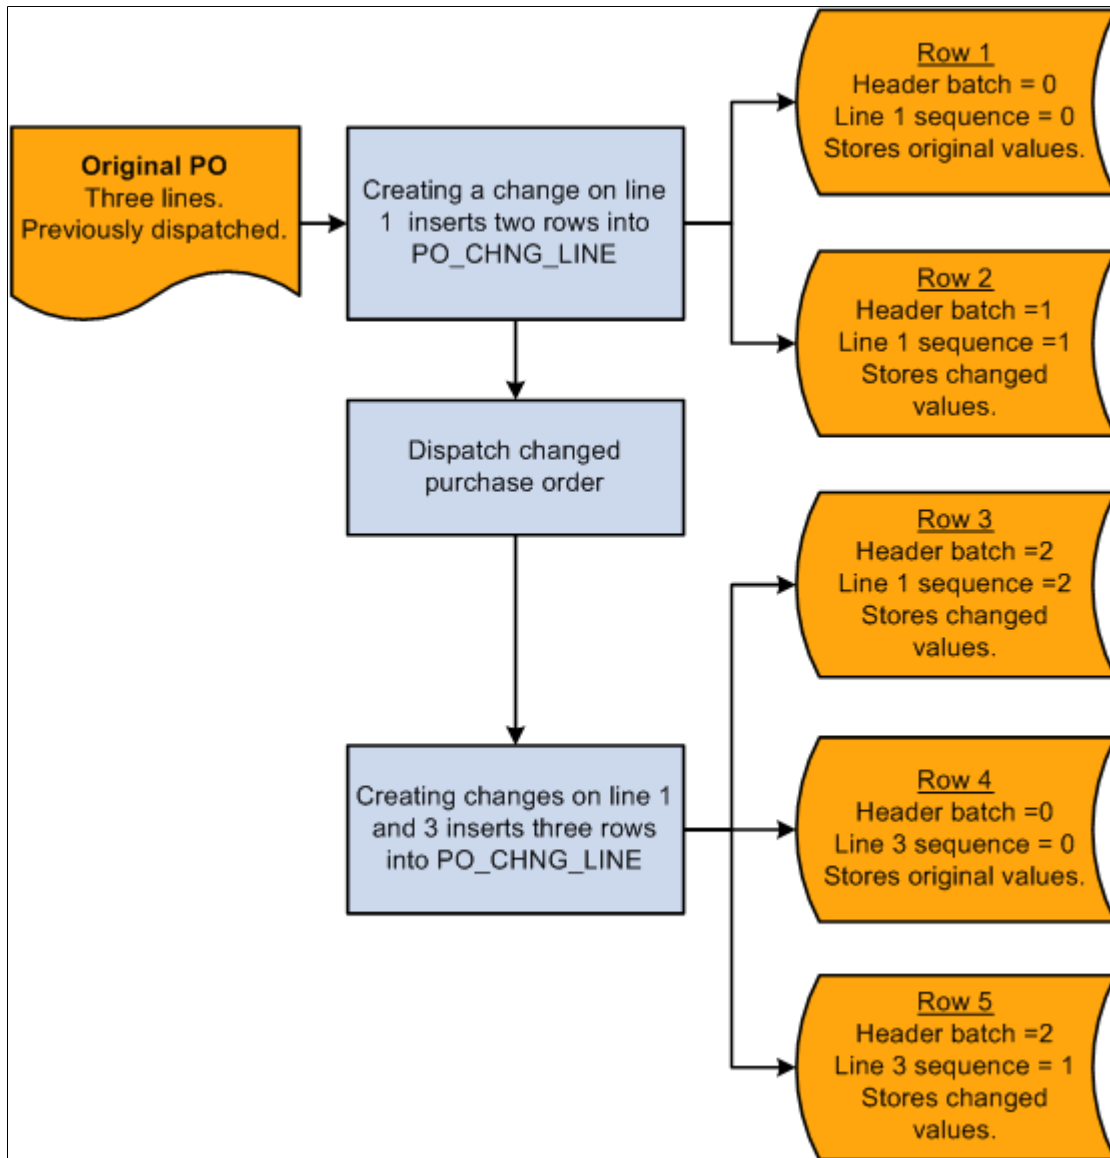 Original PO
Three lines.
Previously dispatched.
Creating a change on line
1 inserts two rows into
PO_CHNG_LINE
Row 1
Header batch = 0
Line 1 sequence = 0
Stores original values.
Row 2
Header batch =1
Line 1 sequence =1
Stores changed
values.
Dispatch changed
purchase order
Row 3
Header batch =2
Line 1 sequence =2
Stores changed
values.
Creating changes on line 1
and 3 inserts three rows
into PO_CHNG_LINE
Row 4
Header batch =0
Line 3 sequence = 0
Stores original values.
Row 5
Header batch =2
Line 3 sequence = 1
Stores changed
values.